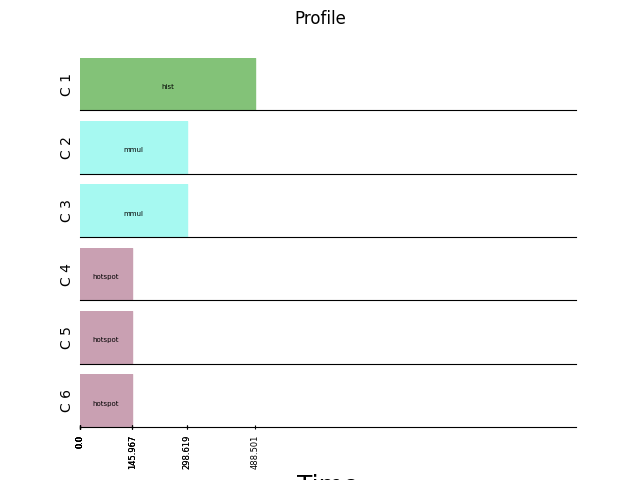 Profile
C 1
hist
C 2
mmul
C 3
mmul
C 4
hotspot
C 5
hotspot
C 6
hotspot
0.0
145.967
298.619
488.501
Time